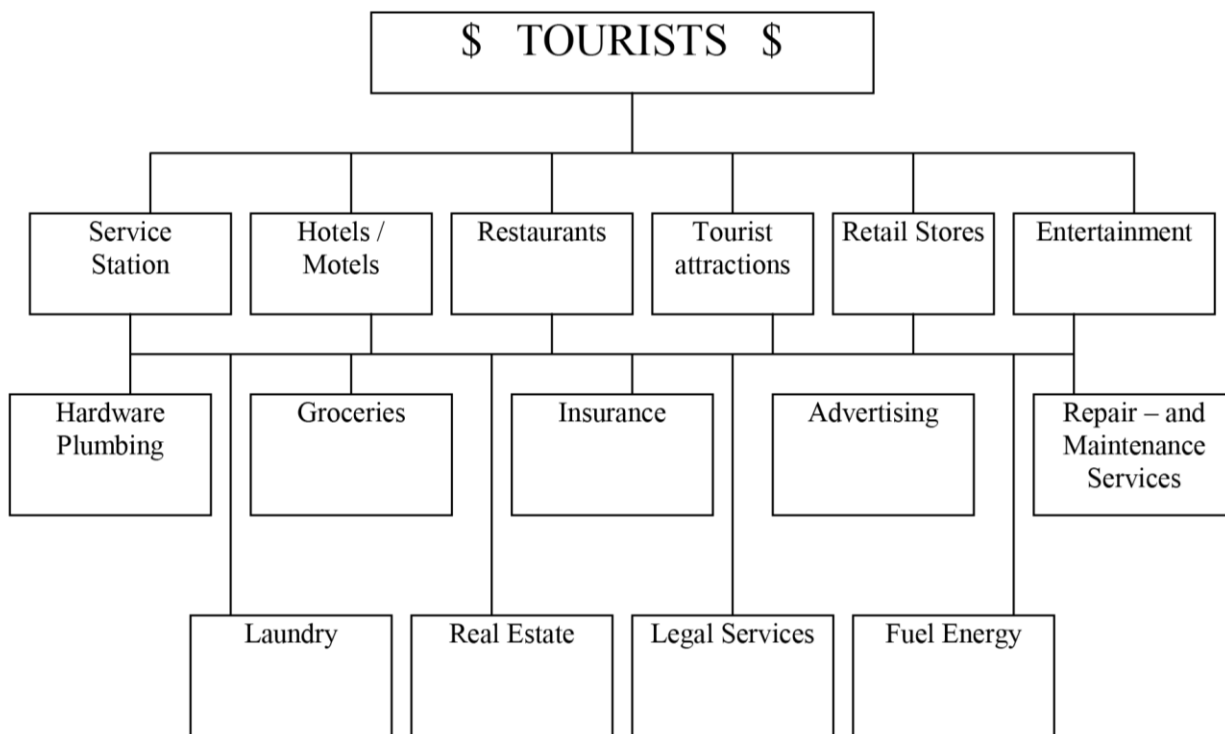 $ TOURISTS $
Service
Station
Hotels /
Motels
Restaurants
Tourist
attractions
Retail Stores
Entertainment
Hardware
Plumbing
Groceries
Insurance
Advertising
Repair – and
Maintenance
Services
Laundry
Real Estate
Legal Services
Fuel Energy